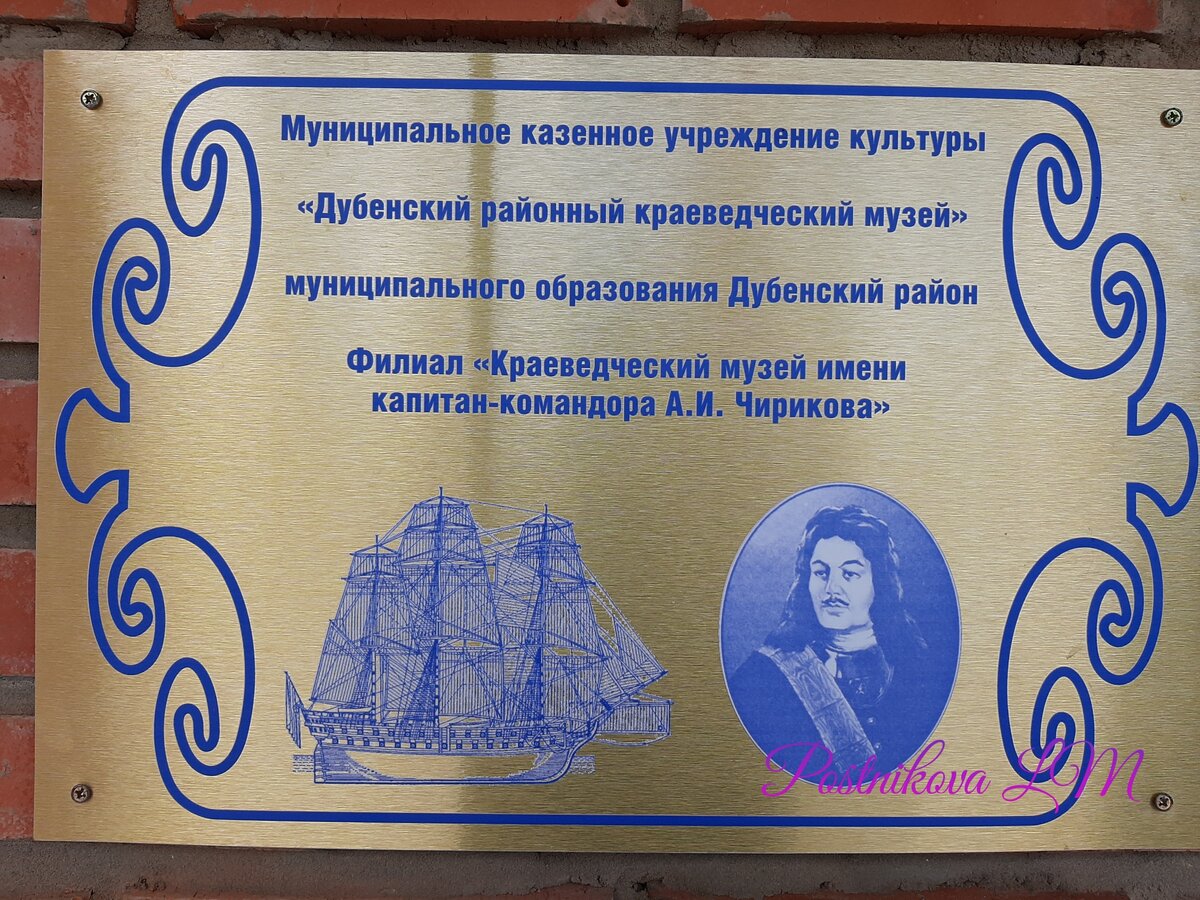 Муниципальное казенное учреждение культуры
«Дубенский районный краеведческий музей»
муниципального образования Дубенский район
Филиал «Краеведческий музей имени
капитан-командора А.И. Чирикова»
Postnikova LM